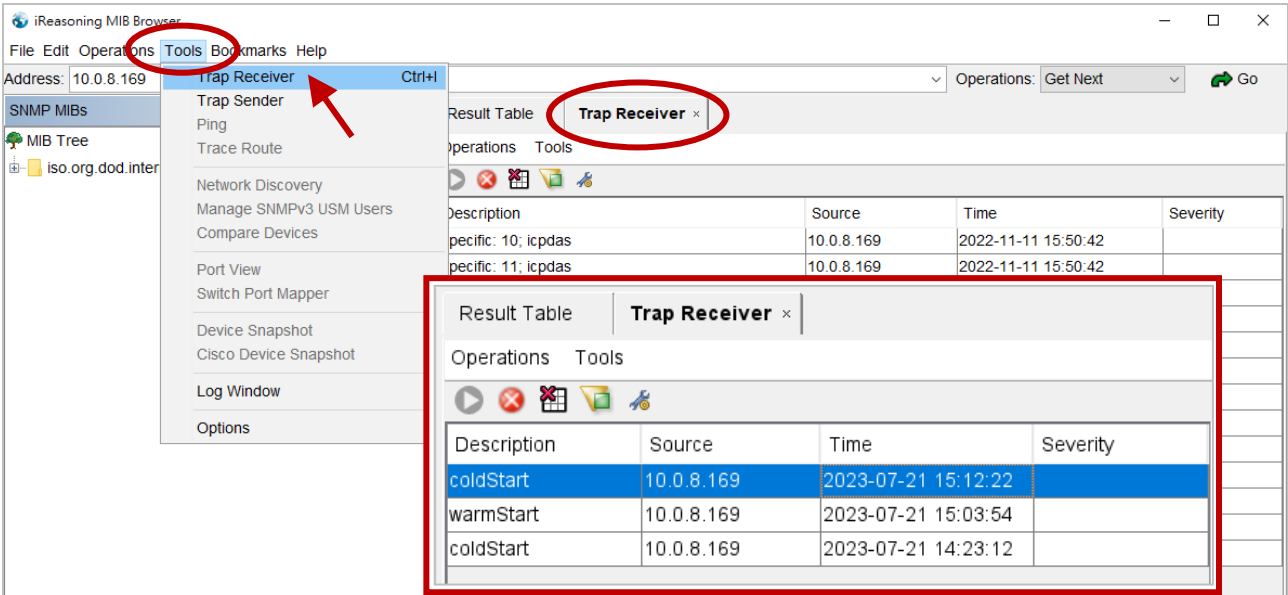 iReasoning MIB Browser
File Edit Operations Tools Bookmarks Help
Address: 10.0.8.169 Operations: Get Next Go
SNMP MIBs
MIB Tree
iso.org.dod.inter
Trap Receiver Ctrl+I
Trap Sender
Ping
Trace Route
Network Discovery
Manage SNMPv3 USM Users
Compare Devices
Port View
Switch Port Mapper
Device Snapshot
Cisco Device Snapshot
Log Window
Options
Result Table Trap Receiver ×
Operations Tools
Description Source Time Severity
pecific: 10; icpdas 10.0.8.169 2022-11-11 15:50:42
pecific: 11; icpdas 10.0.8.169 2022-11-11 15:50:42
Result Table Trap Receiver ×
Operations Tools
Description Source Time Severity
coldStart 10.0.8.169 2023-07-21 15:12:22
warmStart 10.0.8.169 2023-07-21 15:03:54
coldStart 10.0.8.169 2023-07-21 14:23:12